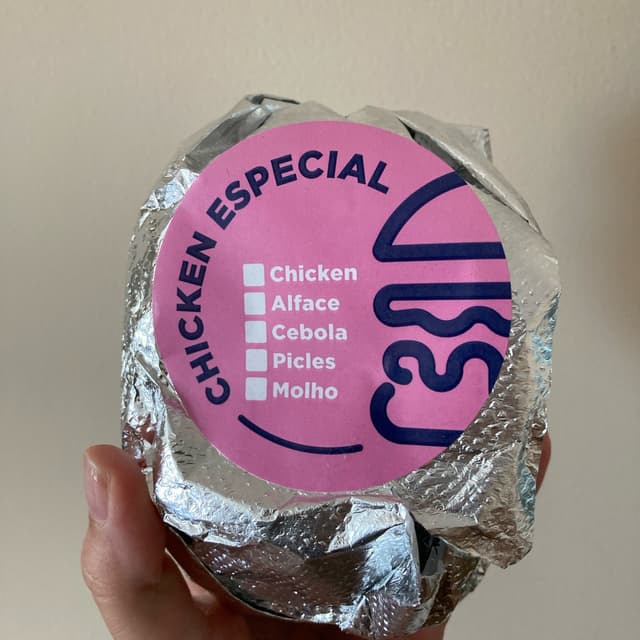 CHICKEN ESPECIAL
Chicken
Alface
Cebola
Picles
Molho